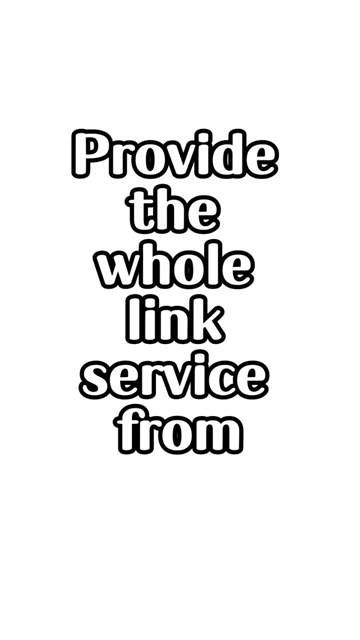 Provide
the
whole
link
service
from